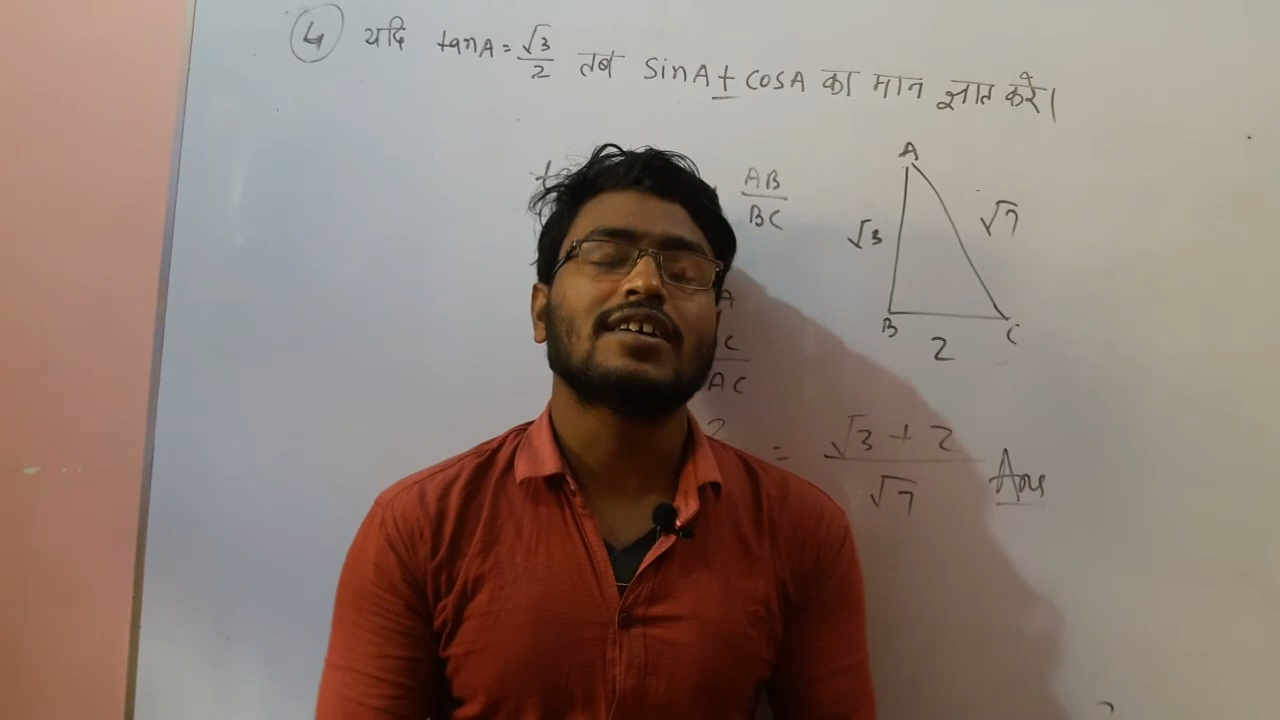 4 यदि tanA = √3/2 तब sinA + cosA का मान ज्ञात करें।
AB/BC
A
√3
√7
B
C
2
AC
2
= √3 + 2/√7 Ans